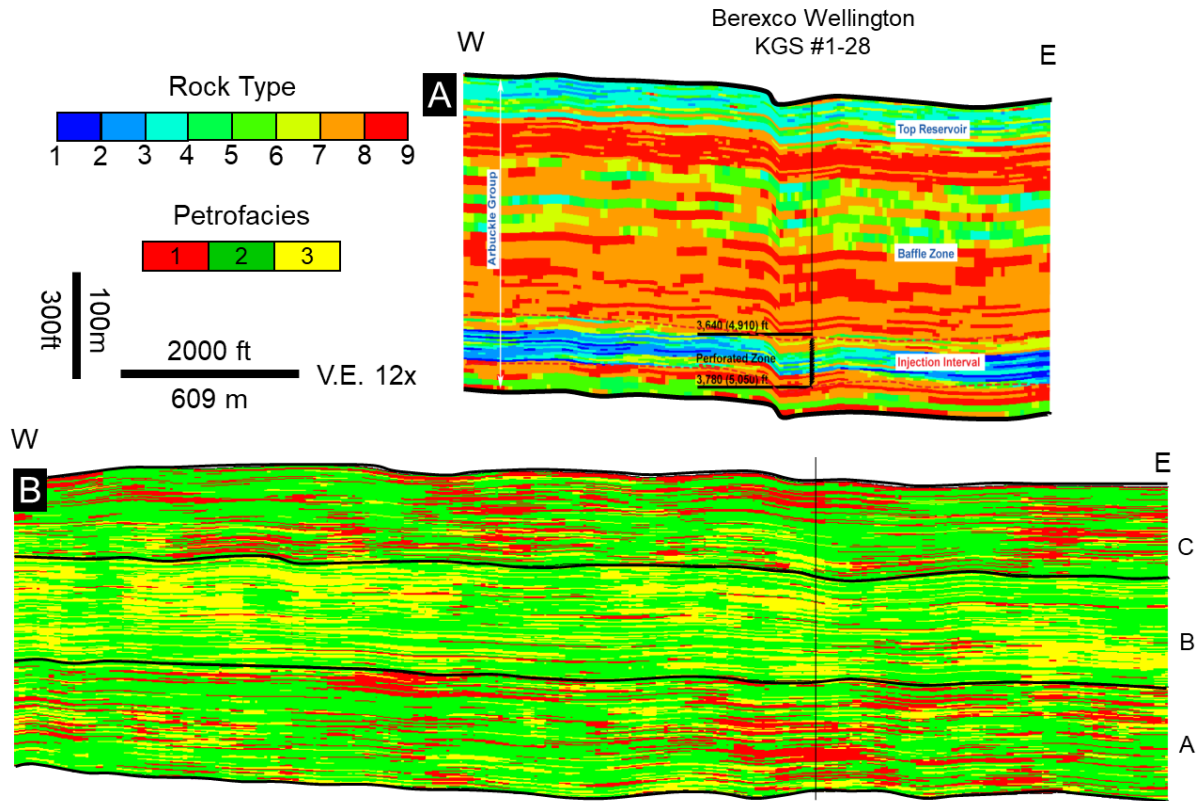 Berexco Wellington
KGS #1-28
W
E
A
Rock Type
1 2 3 4 5 6 7 8 9
Petrofacies
1 2 3
100m
300ft
2000 ft
609 m
V.E. 12x
Arbuckle Group
Top Reservoir
Baffle Zone
3,640 (4,910) ft
Perforated Zone
3,780 (5,050) ft
Injection Interval
W
E
B
C
B
A